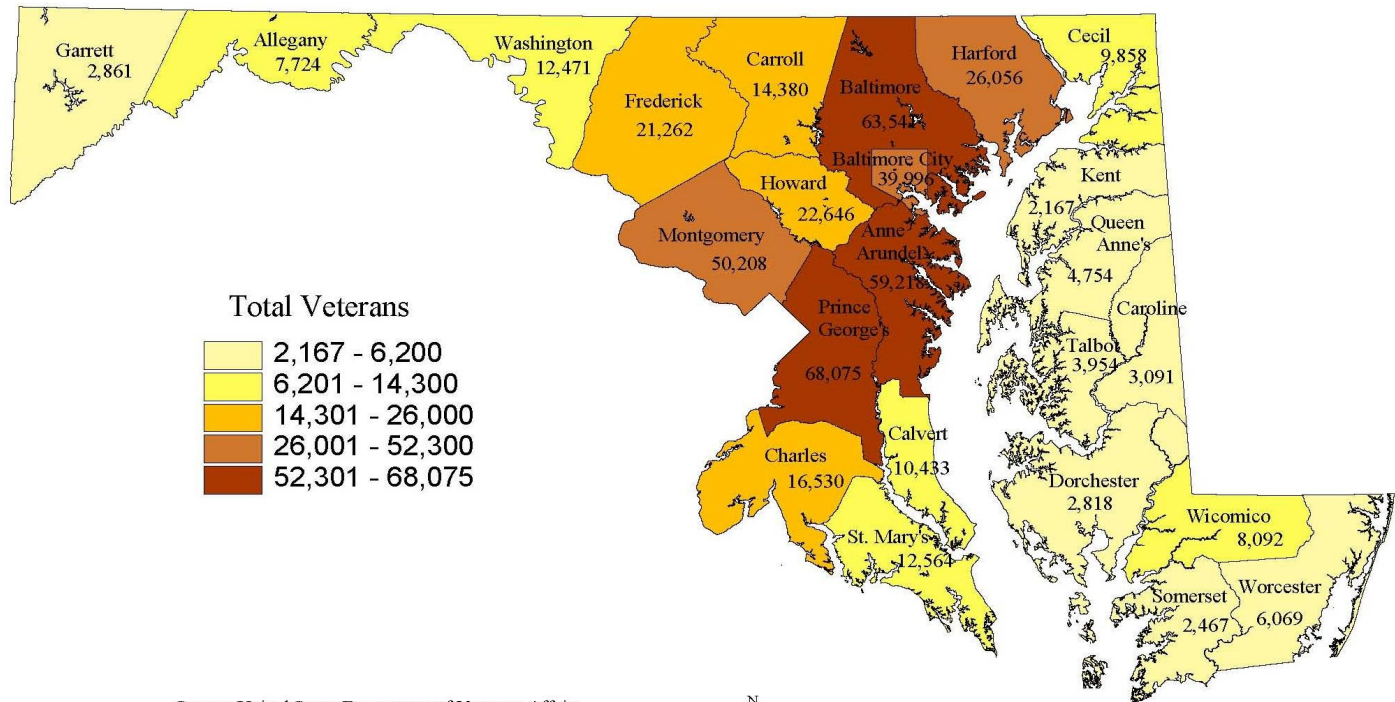 Garrett
2,861
Allegany
7,724
Washington
12,471
Frederick
21,262
Carroll
14,380
Baltimore
Harford
26,056
Cecil
9,858
Baltimore City
39,996
Howard
22,646
Montgomery
50,208
Anne
Arundel
59,218
Prince
George's
68,075
Kent
2,167
Queen
Anne's
4,754
Caroline
3,091
Talbot
3,954
Charles
16,530
Calvert
10,433
St. Mary's
12,564
Dorchester
2,818
Wicomico
8,092
Somerset
2,467
Worcester
6,069
Total Veterans
2,167 - 6,200
6,201 - 14,300
14,301 - 26,000
26,001 - 52,300
52,301 - 68,075
N